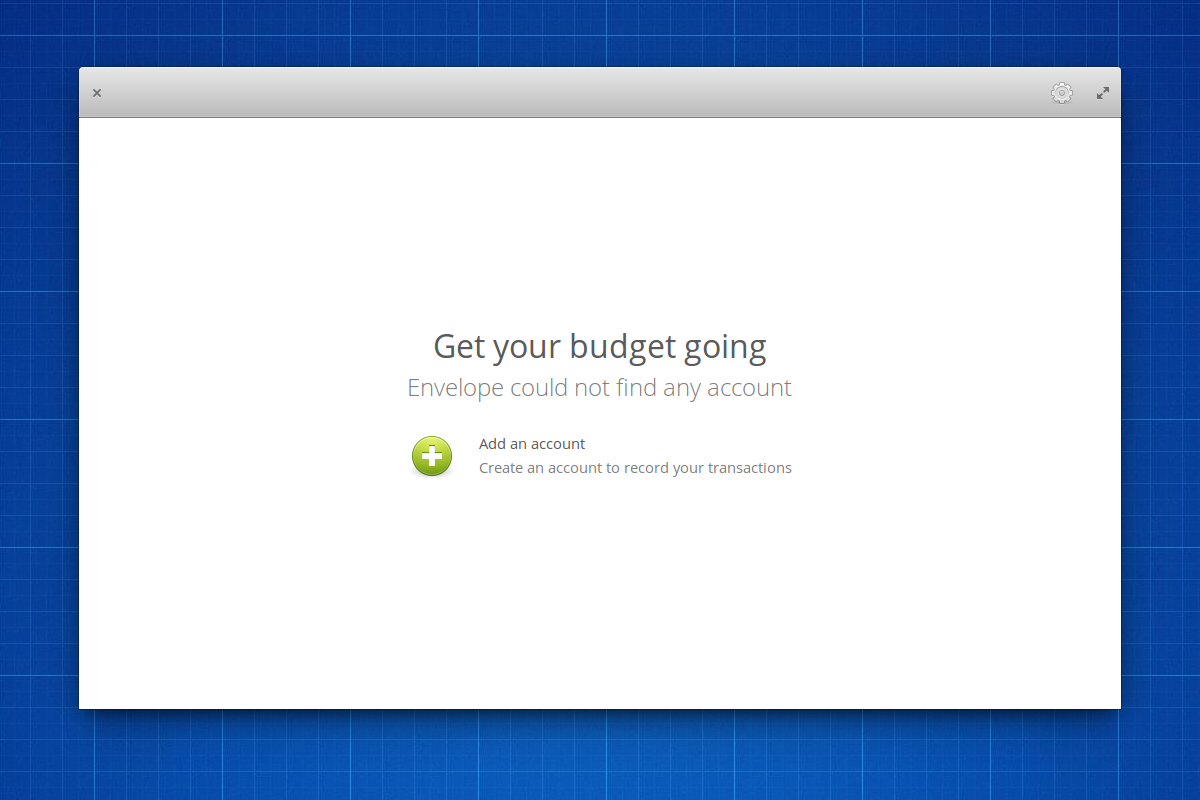 Get your budget going
Envelope could not find any account
Add an account
Create an account to record your transactions